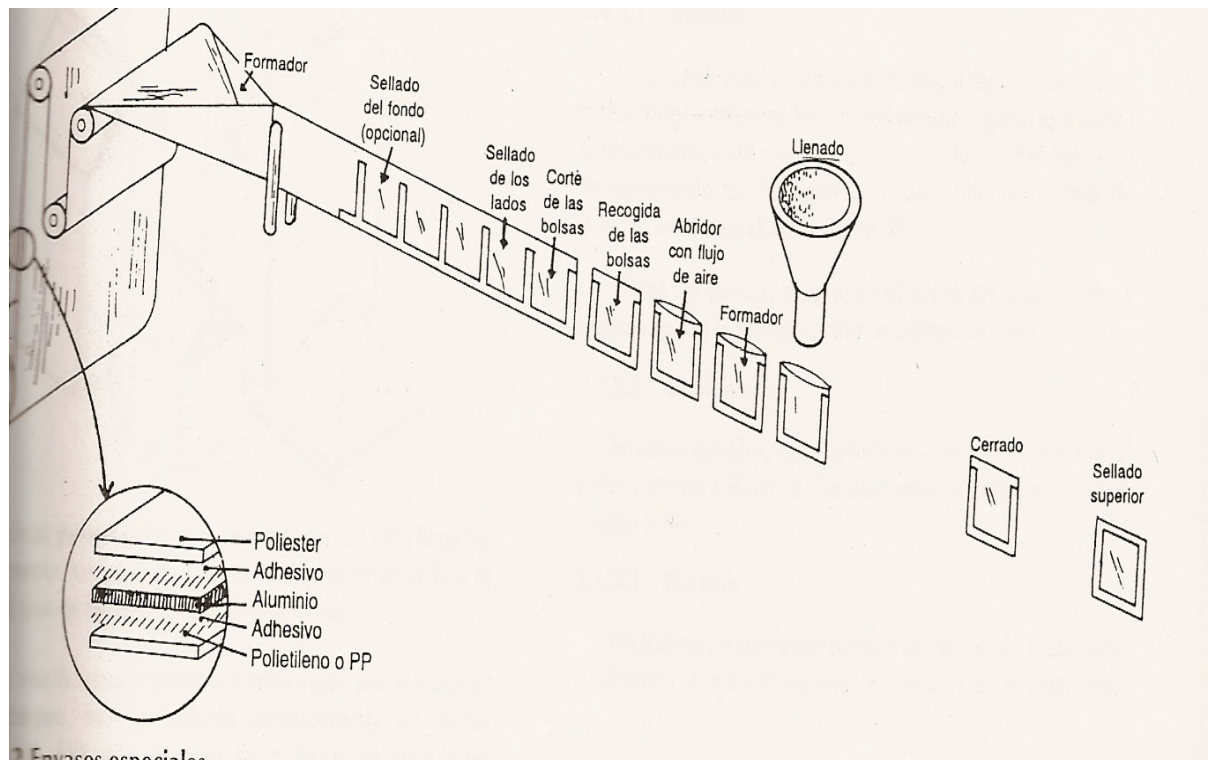 Formador
Sellado
del fondo
(opcional)
Sellado
de los
lados
Cortè
de las
bolsas
Recogida
de las
bolsas
Abridor
con flujo
de aire
Formador
Llenado
Cerrado
Sellado
superior
Poliester
Adhesivo
Aluminio
Adhesivo
Polietileno o PP
2 Envases especiales